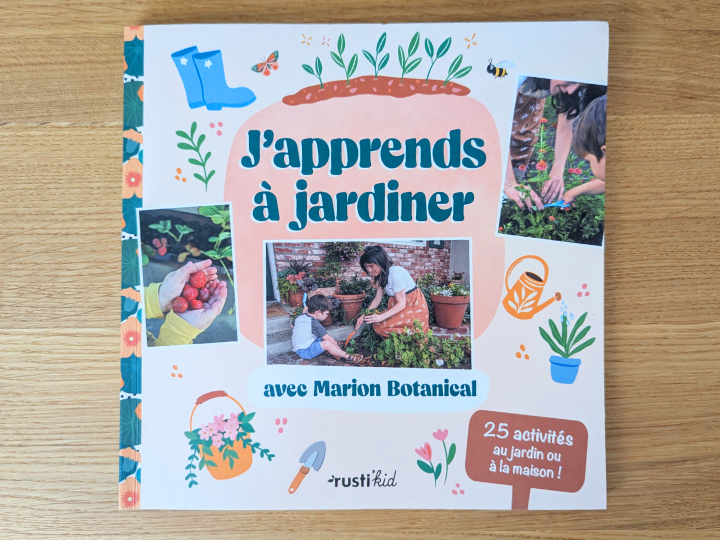 J'apprends
à jardiner
avec Marion Botanical
25 activités
au jardin ou
à la maison !
rusti'kid